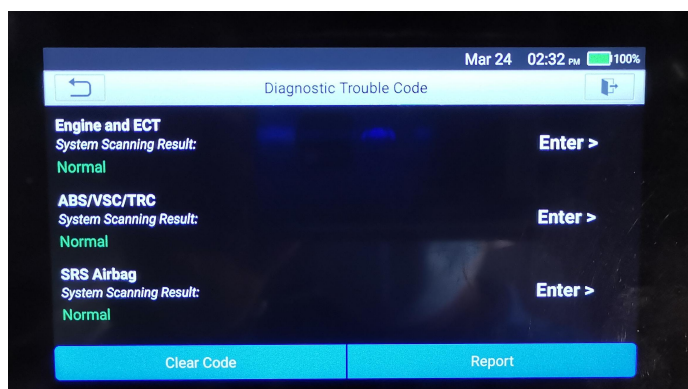 Mar 24 02:32 PM 100%
Diagnostic Trouble Code
Engine and ECT
System Scanning Result:
Enter >
Normal
ABS/VSC/TRC
System Scanning Result:
Enter >
Normal
SRS Airbag
System Scanning Result:
Enter >
Normal
Clear Code Report